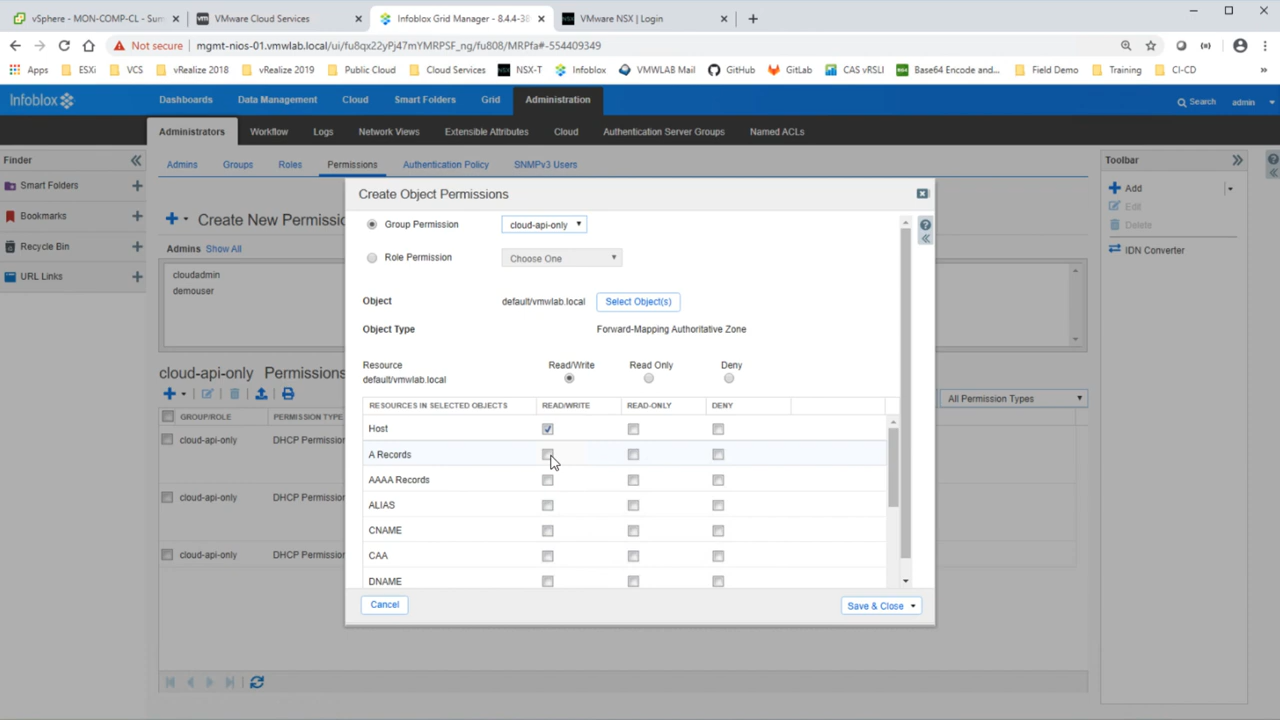 vSphere - MON-COMP-CL - Sum
VMware Cloud Services
Infoblox Grid Manager - 8.4.4-38
VMware NSX | Login
Not secure
mgmt-nios-01.vmwlab.local/ui/fu8qx22yPj47mYMRPSF_ng/fu808/MRPfa#-554409349
Apps
ESXi
VCS
vRealize 2018
vRealize 2019
Public Cloud
Cloud Services
NSX-T
Infoblox
VMWLAB Mail
GitHub
GitLab
CAS vRSLI
Base64 Encode and...
Field Demo
Training
CI-CD
Infoblox
Dashboards
Data Management
Cloud
Smart Folders
Grid
Administration
Search
admin
Administrators
Workflow
Logs
Network Views
Extensible Attributes
Cloud
Authentication Server Groups
Named ACLs
Finder
Smart Folders
Bookmarks
Recycle Bin
URL Links
Admins
Groups
Roles
Permissions
Authentication Policy
SNMPv3 Users
Create New Permissio
Admins Show All
cloudadmin
demouser
cloud-api-only Permissions
All Permission Types
GROUP/ROLE
PERMISSION TYPE
cloud-api-only
DHCP Permission
cloud-api-only
DHCP Permission
cloud-api-only
DHCP Permission
Create Object Permissions
Group Permission
cloud-api-only
Role Permission
Choose One
Object
default/vmwlab.local
Select Object(s)
Object Type
Forward-Mapping Authoritative Zone
Resource
Read/Write
Read Only
Deny
default/vmwlab.local
RESOURCES IN SELECTED OBJECTS
READ/WRITE
READ-ONLY
DENY
Host
A Records
AAAA Records
ALIAS
CNAME
CAA
DNAME
Cancel
Save & Close
Toolbar
Add
Edit
Delete
IDN Converter